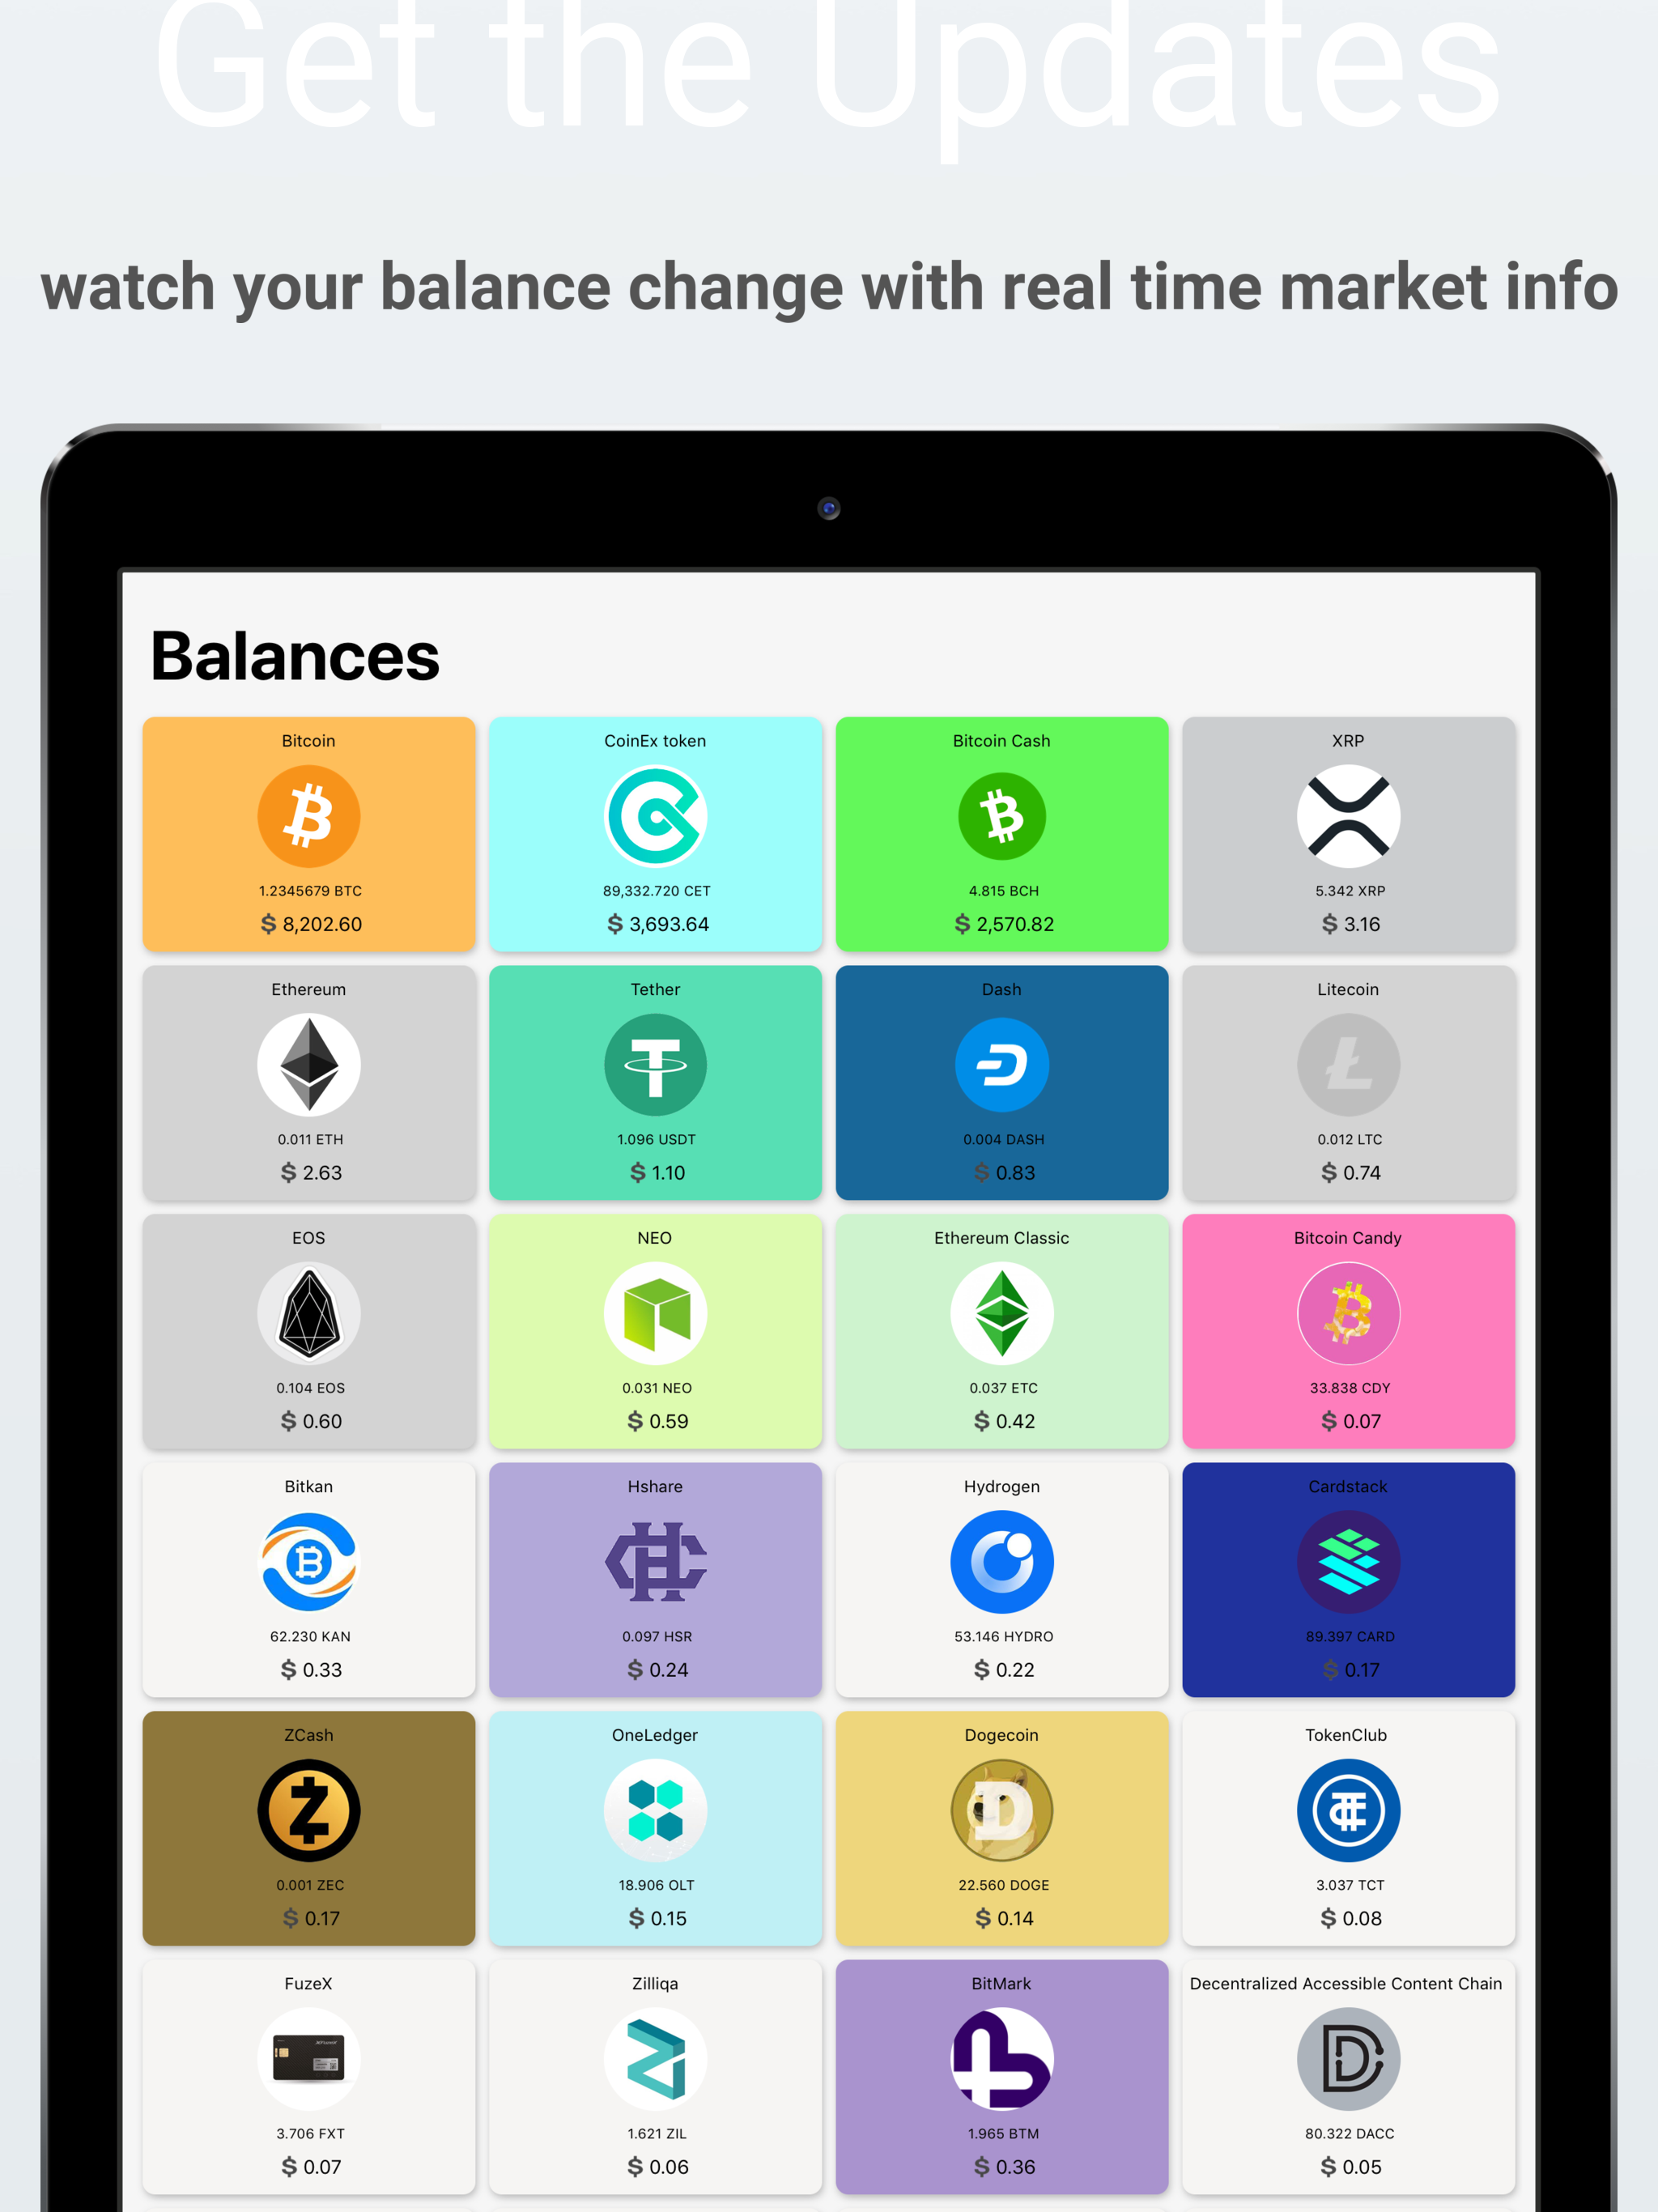 Get the Updates
watch your balance change with real time market info
Balances
Bitcoin
1.2345679 BTC
$ 8,202.60
CoinEx token
89,332.720 CET
$ 3,693.64
Bitcoin Cash
4.815 BCH
$ 2,570.82
XRP
5.342 XRP
$ 3.16
Ethereum
0.011 ETH
$ 2.63
Tether
1.096 USDT
$ 1.10
Dash
0.004 DASH
$ 0.83
Litecoin
0.012 LTC
$ 0.74
EOS
0.104 EOS
$ 0.60
NEO
0.031 NEO
$ 0.59
Ethereum Classic
0.037 ETC
$ 0.42
Bitcoin Candy
33.838 CDY
$ 0.07
Bitkan
62.230 KAN
$ 0.33
Hshare
0.097 HSR
$ 0.24
Hydrogen
53.146 HYDRO
$ 0.22
Cardstack
89.397 CARD
$ 0.17
ZCash
0.001 ZEC
$ 0.17
OneLedger
18.906 OLT
$ 0.15
Dogecoin
22.560 DOGE
$ 0.14
TokenClub
3.037 TCT
$ 0.08
FuzeX
3.706 FXT
$ 0.07
Zilliqa
1.621 ZIL
$ 0.06
BitMark
1.965 BTM
$ 0.36
Decentralized Accessible Content Chain
80.322 DACC
$ 0.05